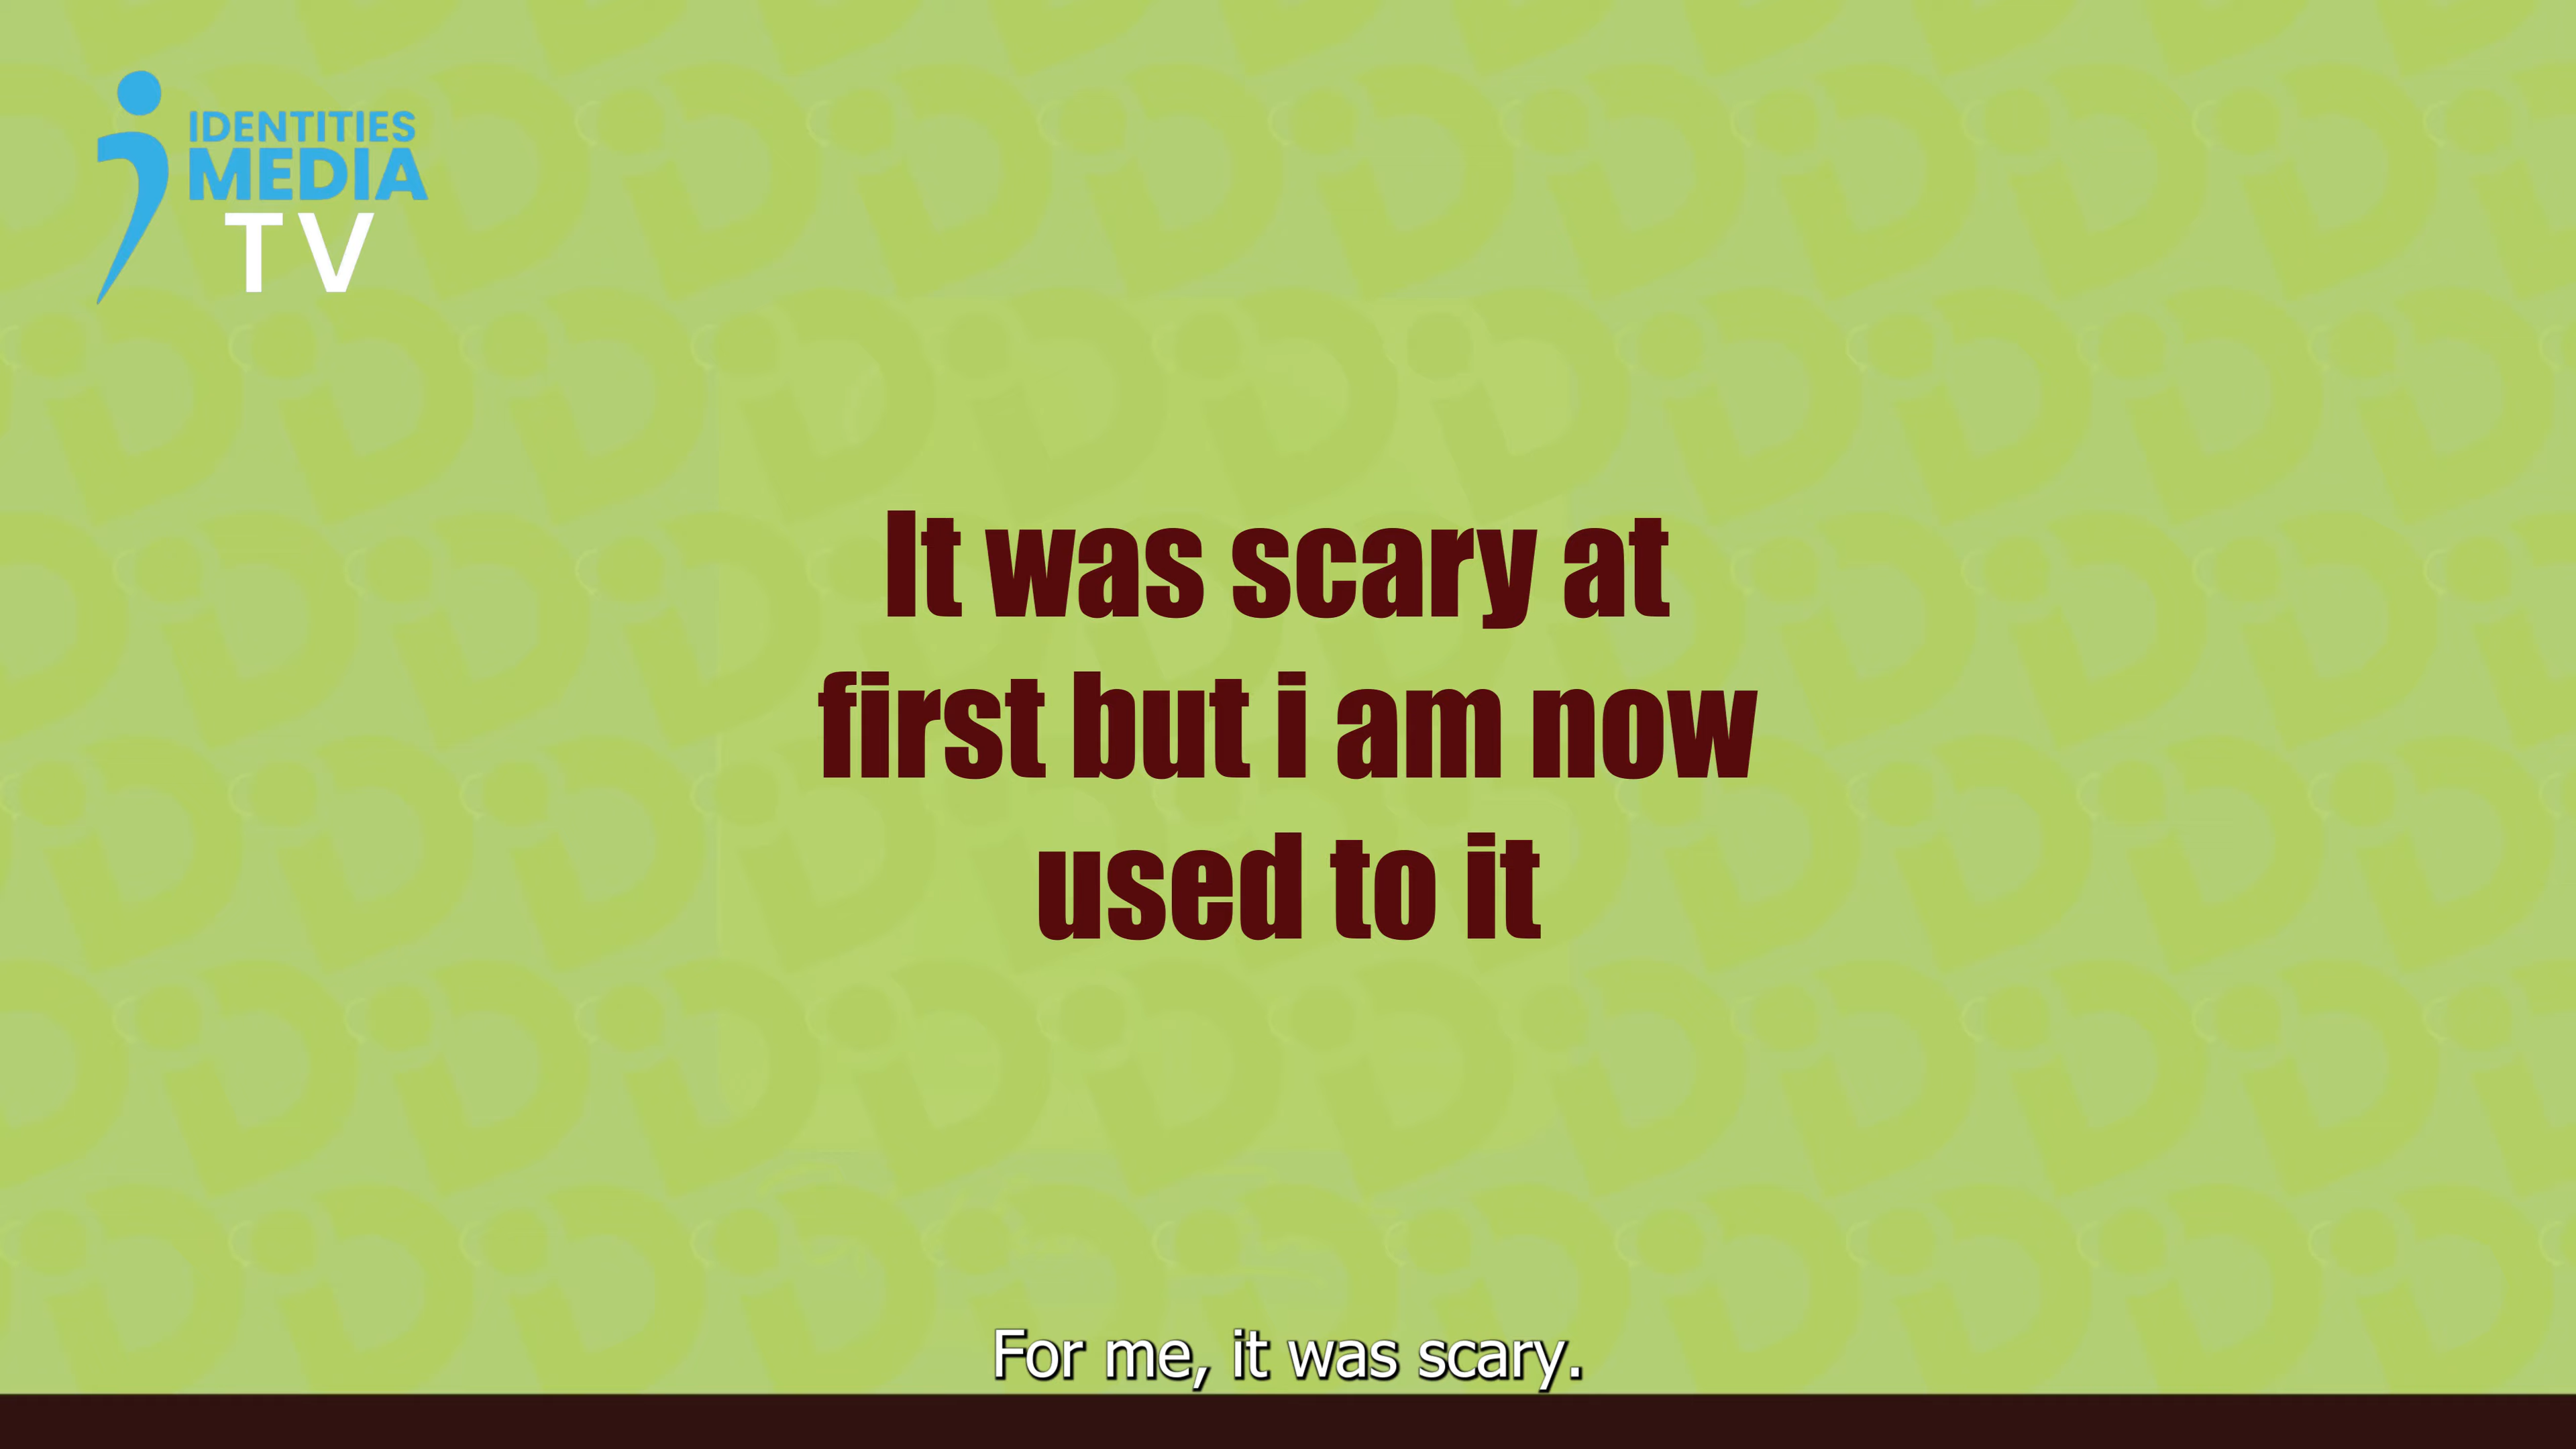 IDENTITIES
MEDIA
TV
It was scary at
first but i am now
used to it
For me, it was scary.